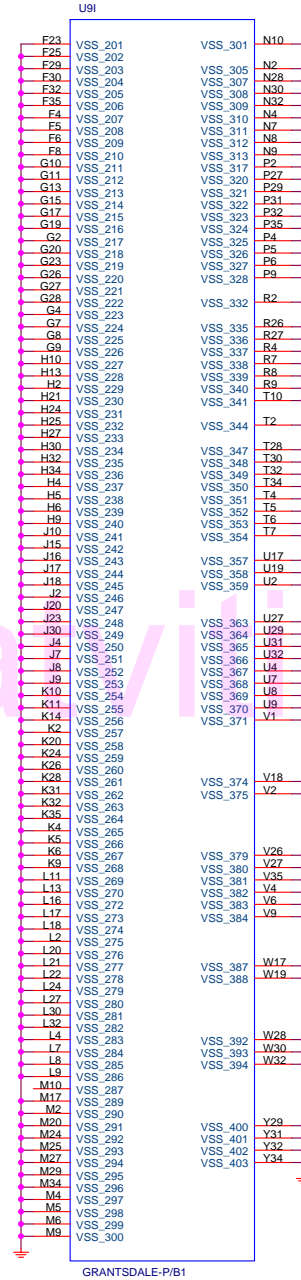 U9I
F23 VSS_201
F25 VSS_202
F29 VSS_203
F30 VSS_204
F32 VSS_205
F35 VSS_206
F4 VSS_207
F5 VSS_208
F6 VSS_209
F8 VSS_210
G10 VSS_211
G11 VSS_212
G13 VSS_213
G15 VSS_214
G17 VSS_215
G19 VSS_216
G2 VSS_217
G20 VSS_218
G23 VSS_219
G26 VSS_220
G27 VSS_221
G28 VSS_222
G4 VSS_223
G7 VSS_224
G8 VSS_225
G9 VSS_226
H10 VSS_227
H13 VSS_228
H2 VSS_229
H21 VSS_230
H24 VSS_231
H25 VSS_232
H27 VSS_233
H30 VSS_234
H32 VSS_235
H34 VSS_236
H4 VSS_237
H5 VSS_238
H6 VSS_239
H9 VSS_240
J10 VSS_241
J15 VSS_242
J16 VSS_243
J17 VSS_244
J18 VSS_245
J2 VSS_246
J20 VSS_247
J23 VSS_248
J30 VSS_249
J4 VSS_250
J7 VSS_251
J8 VSS_252
J9 VSS_253
K10 VSS_254
K11 VSS_255
K14 VSS_256
K2 VSS_257
K20 VSS_258
K24 VSS_259
K26 VSS_260
K28 VSS_261
K31 VSS_262
K32 VSS_263
K35 VSS_264
K4 VSS_265
K5 VSS_266
K6 VSS_267
K9 VSS_268
L11 VSS_269
L13 VSS_270
L16 VSS_272
L17 VSS_273
L18 VSS_274
L2 VSS_275
L20 VSS_276
L21 VSS_277
L22 VSS_278
L24 VSS_279
L27 VSS_280
L30 VSS_281
L32 VSS_282
L4 VSS_283
L7 VSS_284
L8 VSS_285
L9 VSS_286
M10 VSS_287
M17 VSS_289
M2 VSS_290
M20 VSS_291
M24 VSS_292
M25 VSS_293
M27 VSS_294
M29 VSS_295
M34 VSS_296
M4 VSS_297
M5 VSS_298
M6 VSS_299
M9 VSS_300
VSS_301 N10
VSS_305 N2
VSS_307 N28
VSS_308 N30
VSS_309 N32
VSS_310 N4
VSS_311 N7
VSS_312 N8
VSS_313 N9
VSS_317 P2
VSS_320 P27
VSS_321 P29
VSS_322 P31
VSS_323 P32
VSS_324 P35
VSS_325 P4
VSS_326 P5
VSS_327 P6
VSS_328 P9
VSS_332 R2
VSS_335 R26
VSS_336 R27
VSS_337 R4
VSS_338 R7
VSS_339 R8
VSS_340 R9
VSS_341 T10
VSS_344 T2
VSS_347 T28
VSS_348 T30
VSS_349 T32
VSS_350 T34
VSS_351 T4
VSS_352 T5
VSS_353 T6
VSS_354 T7
VSS_357 U17
VSS_358 U19
VSS_359 U2
VSS_363 U27
VSS_364 U29
VSS_365 U31
VSS_366 U32
VSS_367 U4
VSS_368 U7
VSS_369 U8
VSS_370 U9
VSS_371 V1
VSS_374 V18
VSS_375 V2
VSS_379 V26
VSS_380 V27
VSS_381 V35
VSS_382 V4
VSS_383 V6
VSS_384 V9
VSS_387 W17
VSS_388 W19
VSS_392 W28
VSS_393 W30
VSS_394 W32
VSS_400 Y29
VSS_401 Y31
VSS_402 Y32
VSS_403 Y34
GRANTSDALE-P/B1